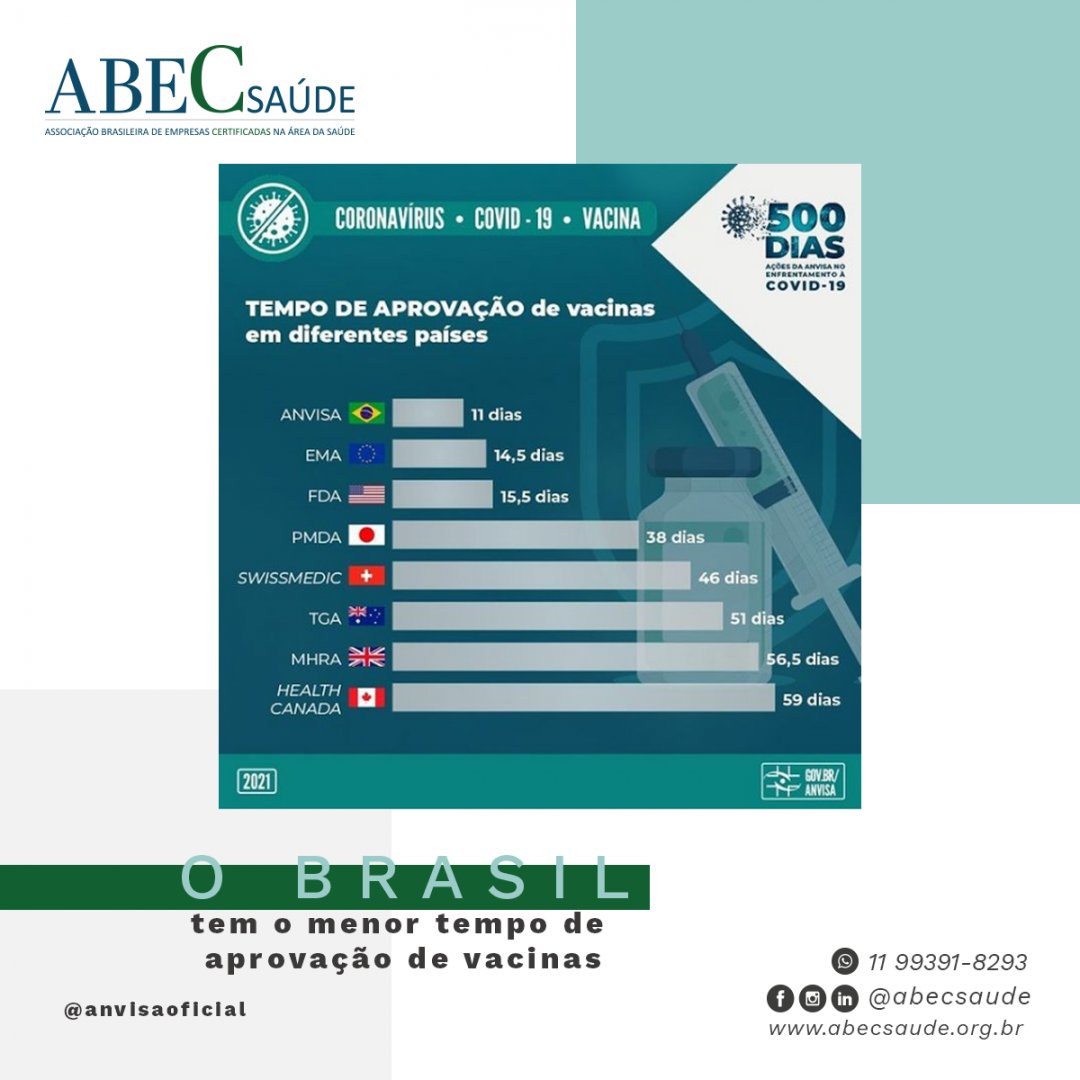 ABECSAÚDE
ASSOCIAÇÃO BRASILEIRA DE EMPRESAS CERTIFICADAS NA ÁREA DA SAÚDE
CORONAVÍRUS • COVID - 19 • VACINA
500
DIAS
AÇÕES DA ANVISA NO
ENFRENTAMENTO À
COVID-19
TEMPO DE APROVAÇÃO de vacinas
em diferentes países
ANVISA 11 dias
EMA 14,5 dias
FDA 15,5 dias
PMDA 38 dias
SWISSMEDIC 46 dias
TGA 51 dias
MHRA 56,5 dias
HEALTH
CANADA 59 dias
2021
GOV.BR/
ANVISA
O BRASIL
tem o menor tempo de
aprovação de vacinas
@anvisaoficial
11 99391-8293
@abecsaude
www.abecsaude.org.br